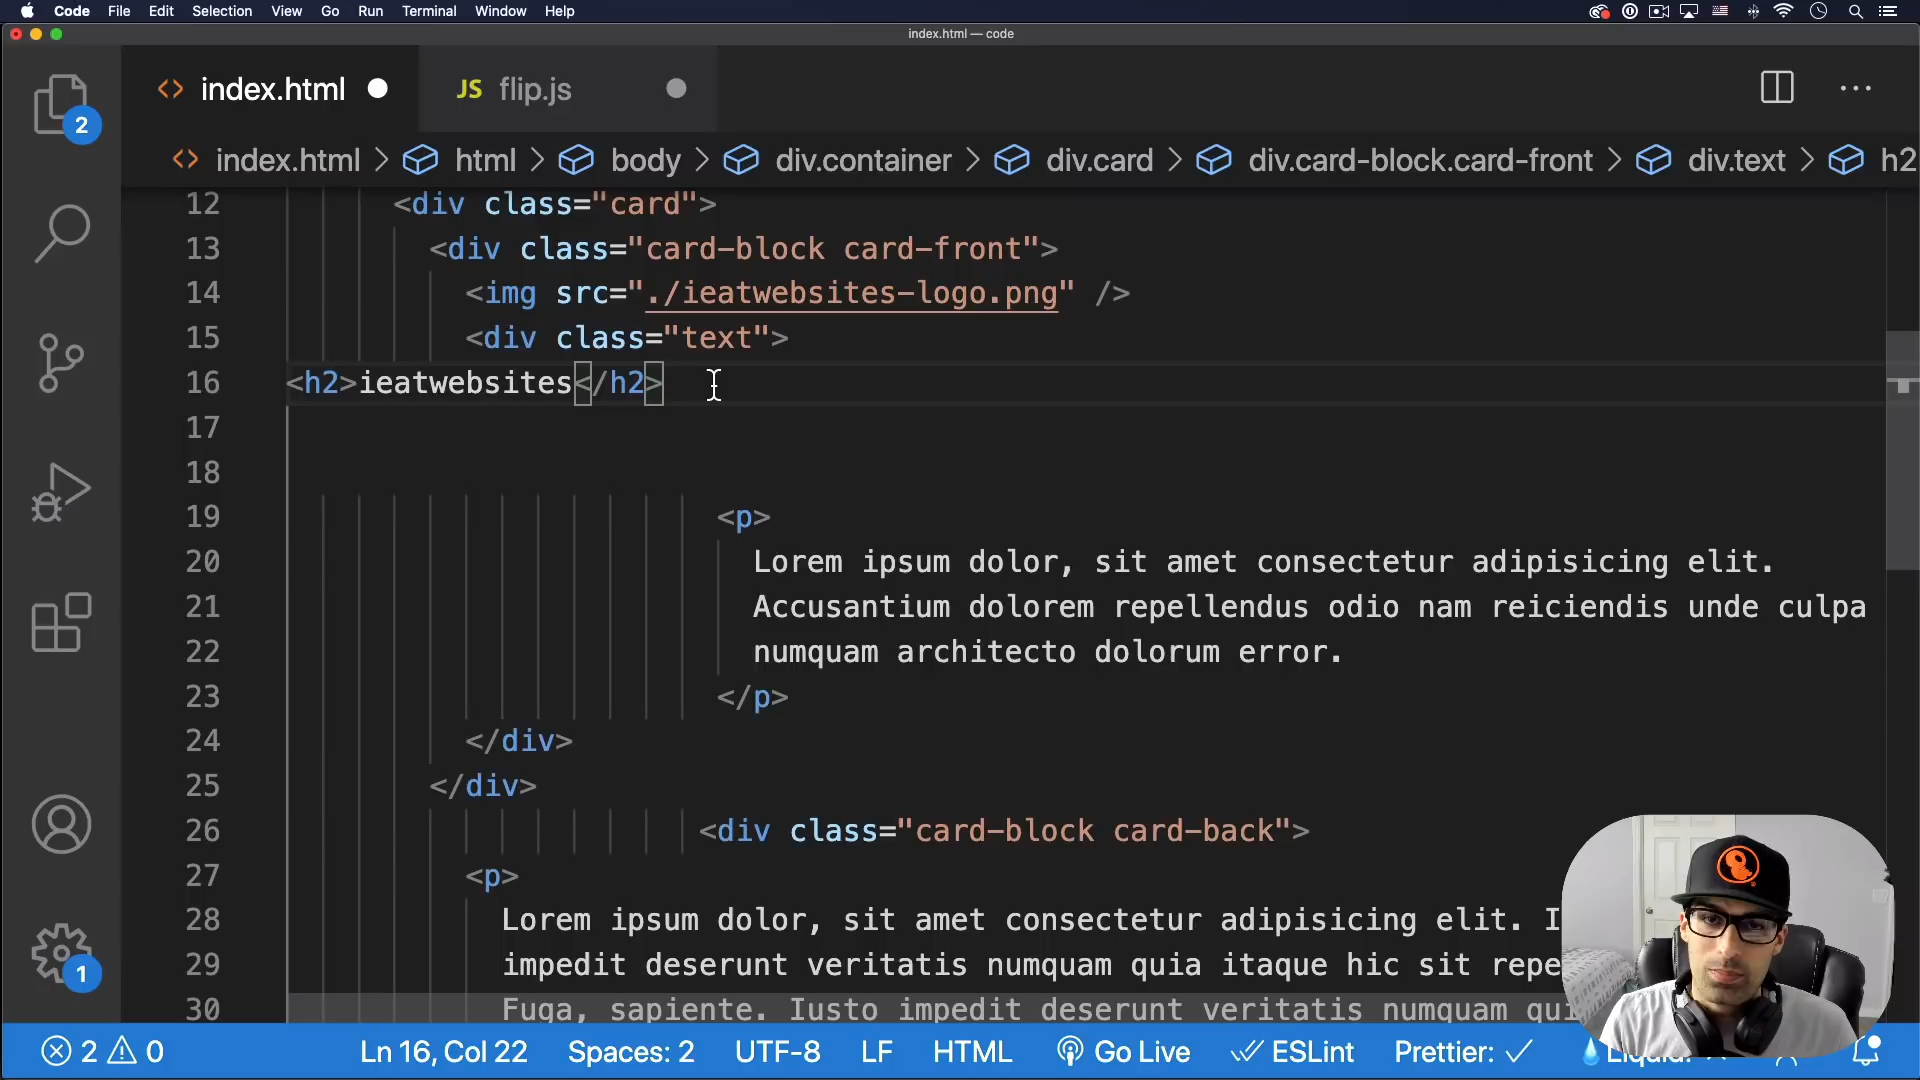 Code File Edit Selection View Go Run Terminal Window Help
index.html — code
index.html JS flip.js
2
index.html > html > body > div.container > div.card > div.card-block.card-front > div.text > h2
12 <div class="card">
13 <div class="card-block card-front">
14 <img src="./ieatwebsites-logo.png" />
15 <div class="text">
16 <h2>ieatwebsites</h2>
17
18
19 <p>
20 Lorem ipsum dolor, sit amet consectetur adipisicing elit.
21 Accusantium dolorem repellendus odio nam reiciendis unde culpa
22 numquam architecto dolorum error.
23 </p>
24 </div>
25 </div>
26 <div class="card-block card-back">
27 <p>
28 Lorem ipsum dolor, sit amet consectetur adipisicing elit. I
29 impedit deserunt veritatis numquam quia itaque hic sit repe
30 Fuga, sapiente. Iusto impedit deserunt veritatis numquam qui
1
2 0 Ln 16, Col 22 Spaces: 2 UTF-8 LF HTML Go Live ESLint Prettier: ✓